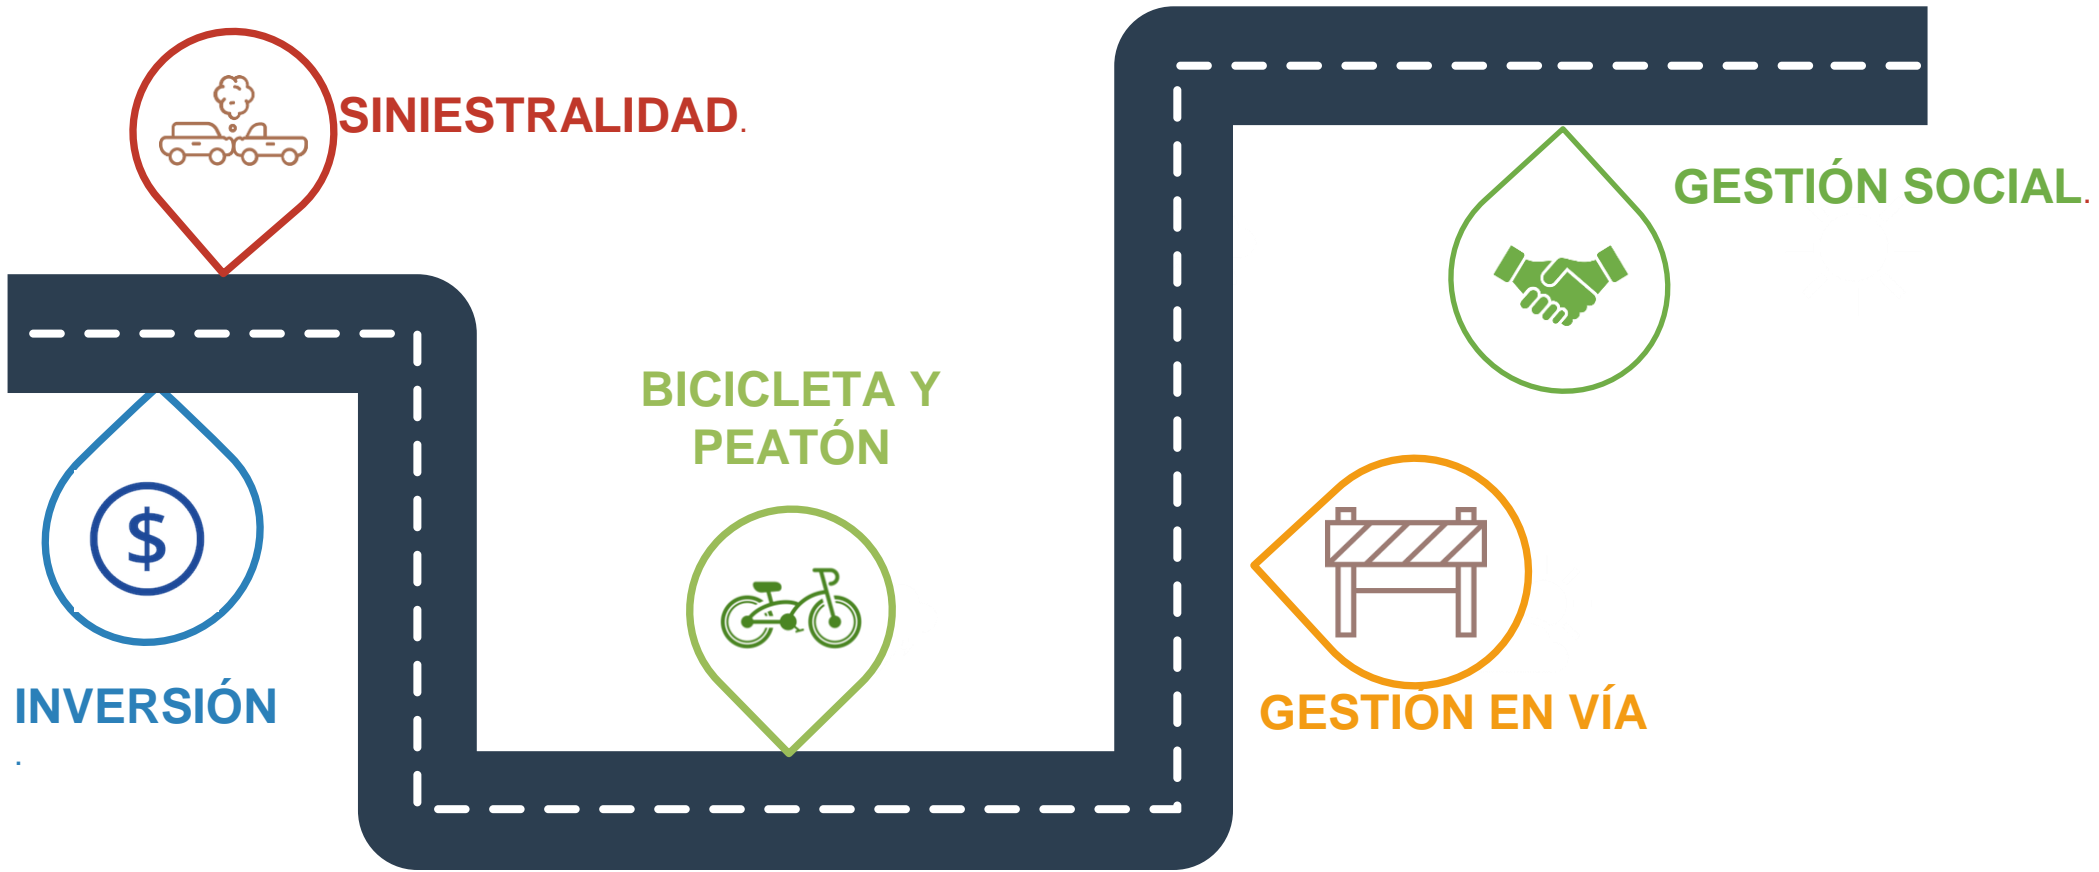 SINIESTRALIDAD.
GESTIÓN SOCIAL.
BICICLETA Y
PEATÓN
$
INVERSIÓN
.
GESTIÓN EN VÍA